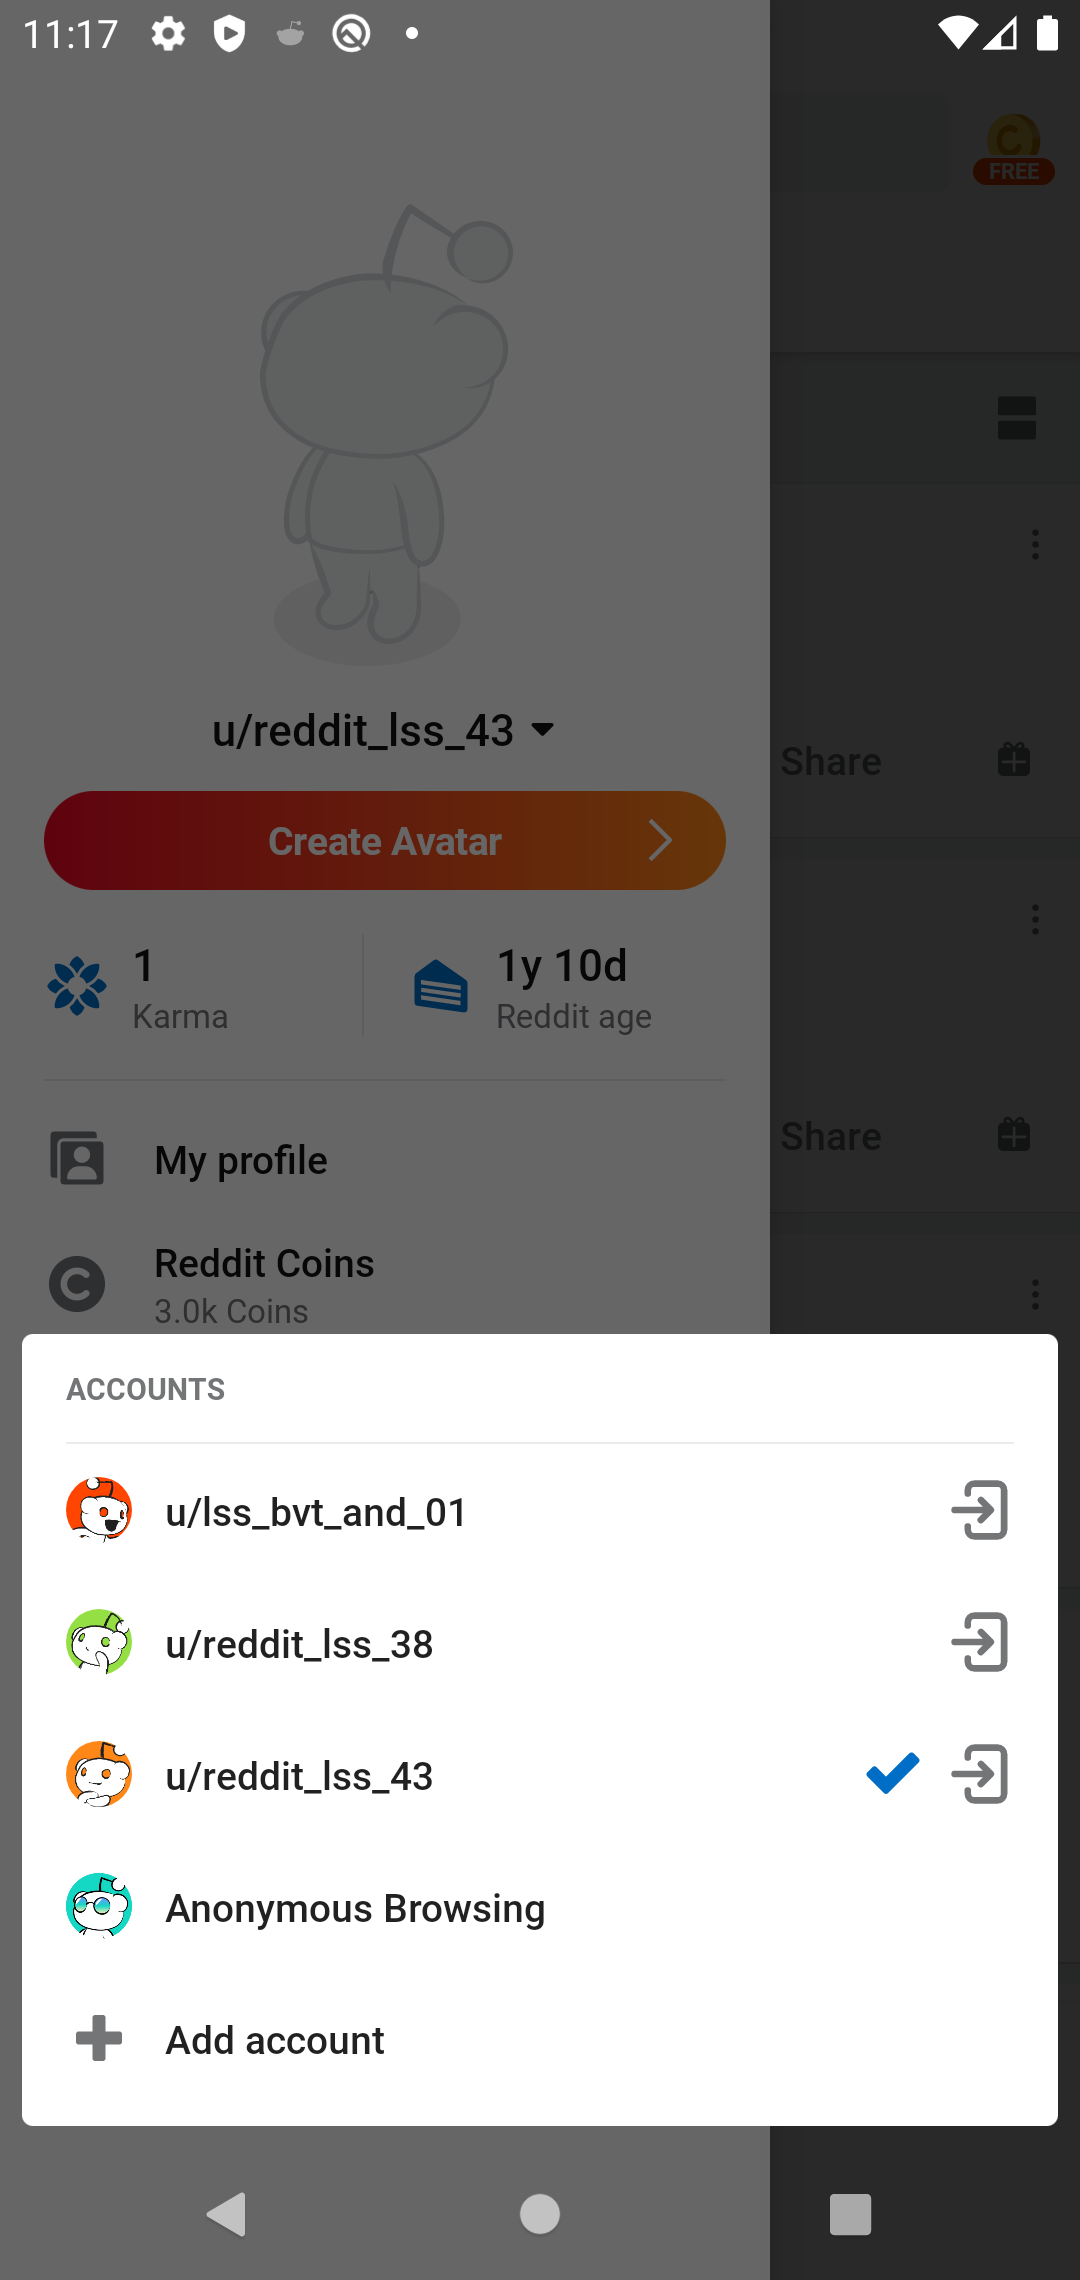 11:17
FREE
u/reddit_lss_43
Share
Create Avatar
1
Karma
1y 10d
Reddit age
Share
My profile
Reddit Coins
3.0k Coins
ACCOUNTS
u/lss_bvt_and_01
u/reddit_lss_38
u/reddit_lss_43
Anonymous Browsing
Add account